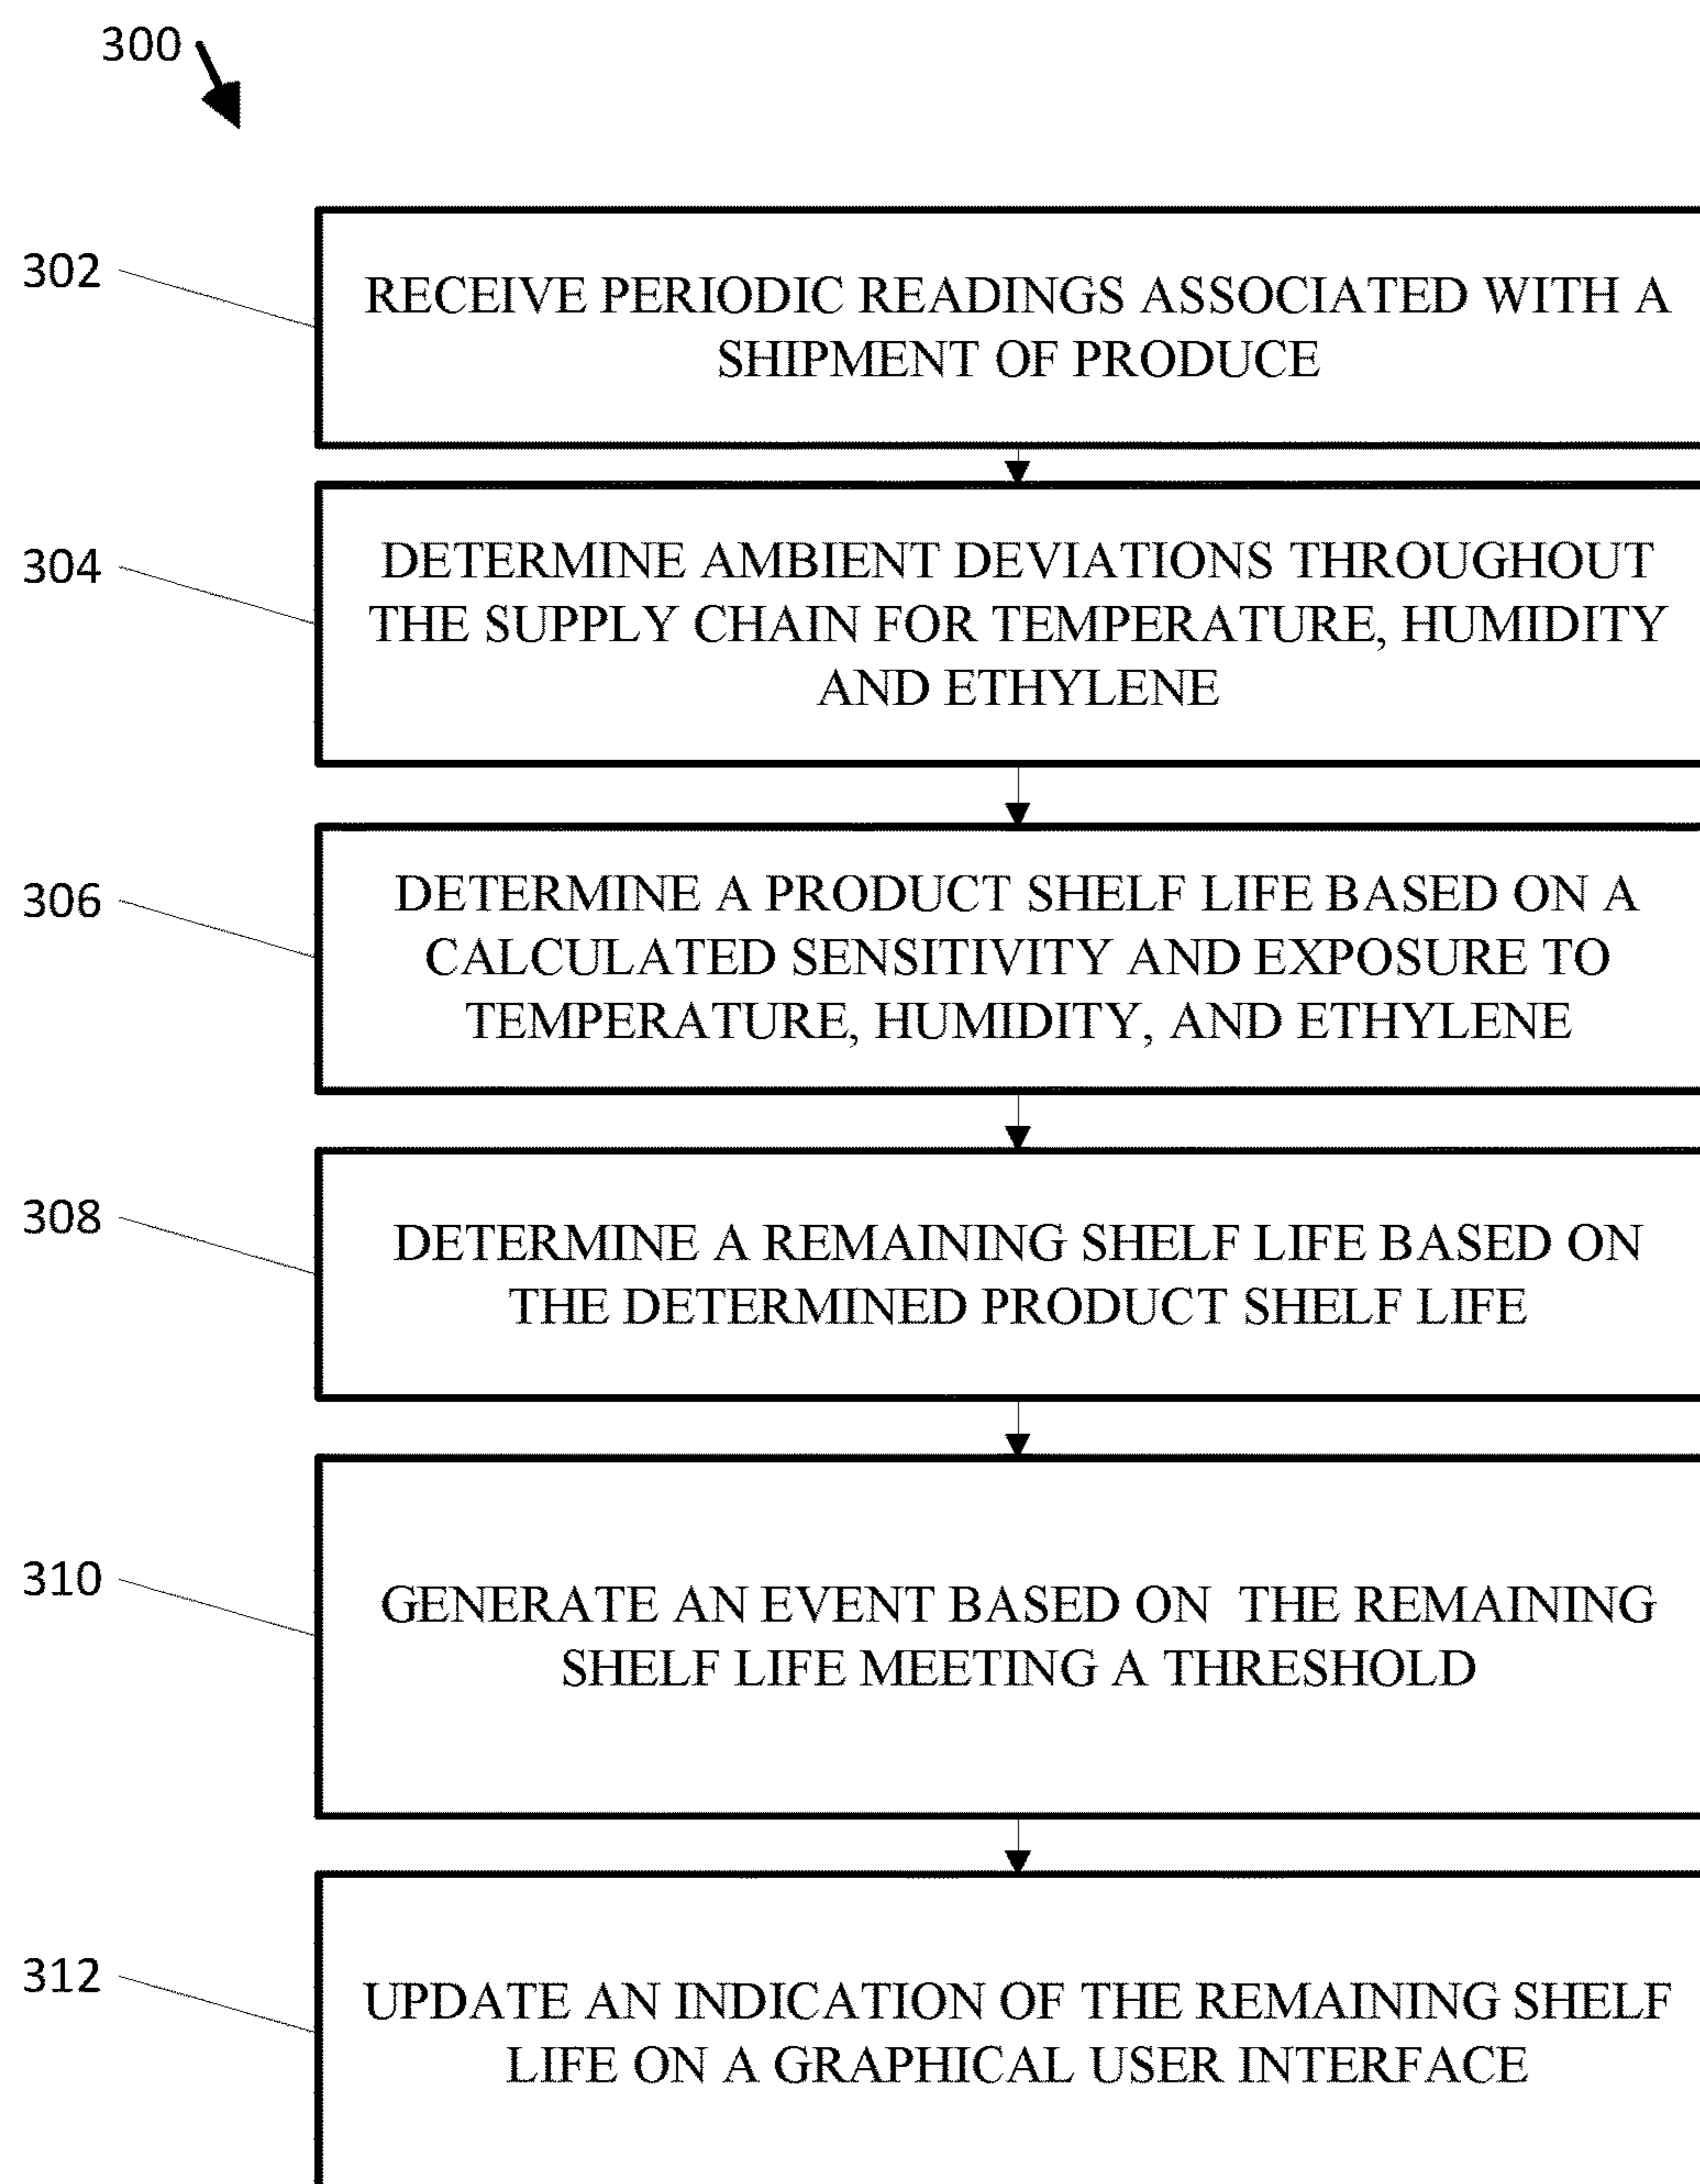 300
302
RECEIVE PERIODIC READINGS ASSOCIATED WITH A
SHIPMENT OF PRODUCE
304
DETERMINE AMBIENT DEVIATIONS THROUGHOUT
THE SUPPLY CHAIN FOR TEMPERATURE, HUMIDITY
AND ETHYLENE
306
DETERMINE A PRODUCT SHELF LIFE BASED ON A
CALCULATED SENSITIVITY AND EXPOSURE TO
TEMPERATURE, HUMIDITY, AND ETHYLENE
308
DETERMINE A REMAINING SHELF LIFE BASED ON
THE DETERMINED PRODUCT SHELF LIFE
310
GENERATE AN EVENT BASED ON  THE REMAINING
SHELF LIFE MEETING A THRESHOLD
312
UPDATE AN INDICATION OF THE REMAINING SHELF
LIFE ON A GRAPHICAL USER INTERFACE